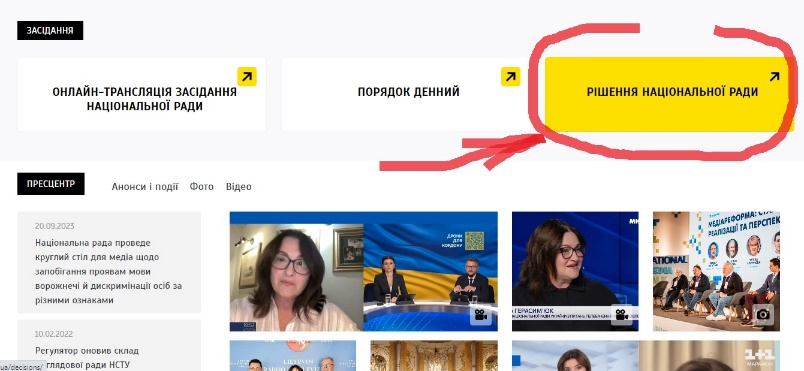 ЗАСІДАННЯ
ОНЛАЙН-ТРАНСЛЯЦІЯ ЗАСІДАННЯ
НАЦІОНАЛЬНОЇ РАДИ
ПОРЯДОК ДЕННИЙ
РІШЕННЯ НАЦІОНАЛЬНОЇ РАДИ
ПРЕСЦЕНТР
Анонси і події
Фото
Відео
20.09.2023
Національна рада проведе
круглий стіл для медіа щодо
запобігання проявам мови
ворожнечі й дискримінації осіб за
різними ознаками
10.02.2022
Регулятор оновив склад
глядової ради НСТУ
ua/decisions/
ДРОНИ
ДЛЯ
КОРДОНУ
ГЕРАСИМ'ЮК
МЕДІАРЕФОРМА: СТ
РЕАЛІЗАЦІЇ ТА ПЕРСПЕК
1+1
МАРАФОН